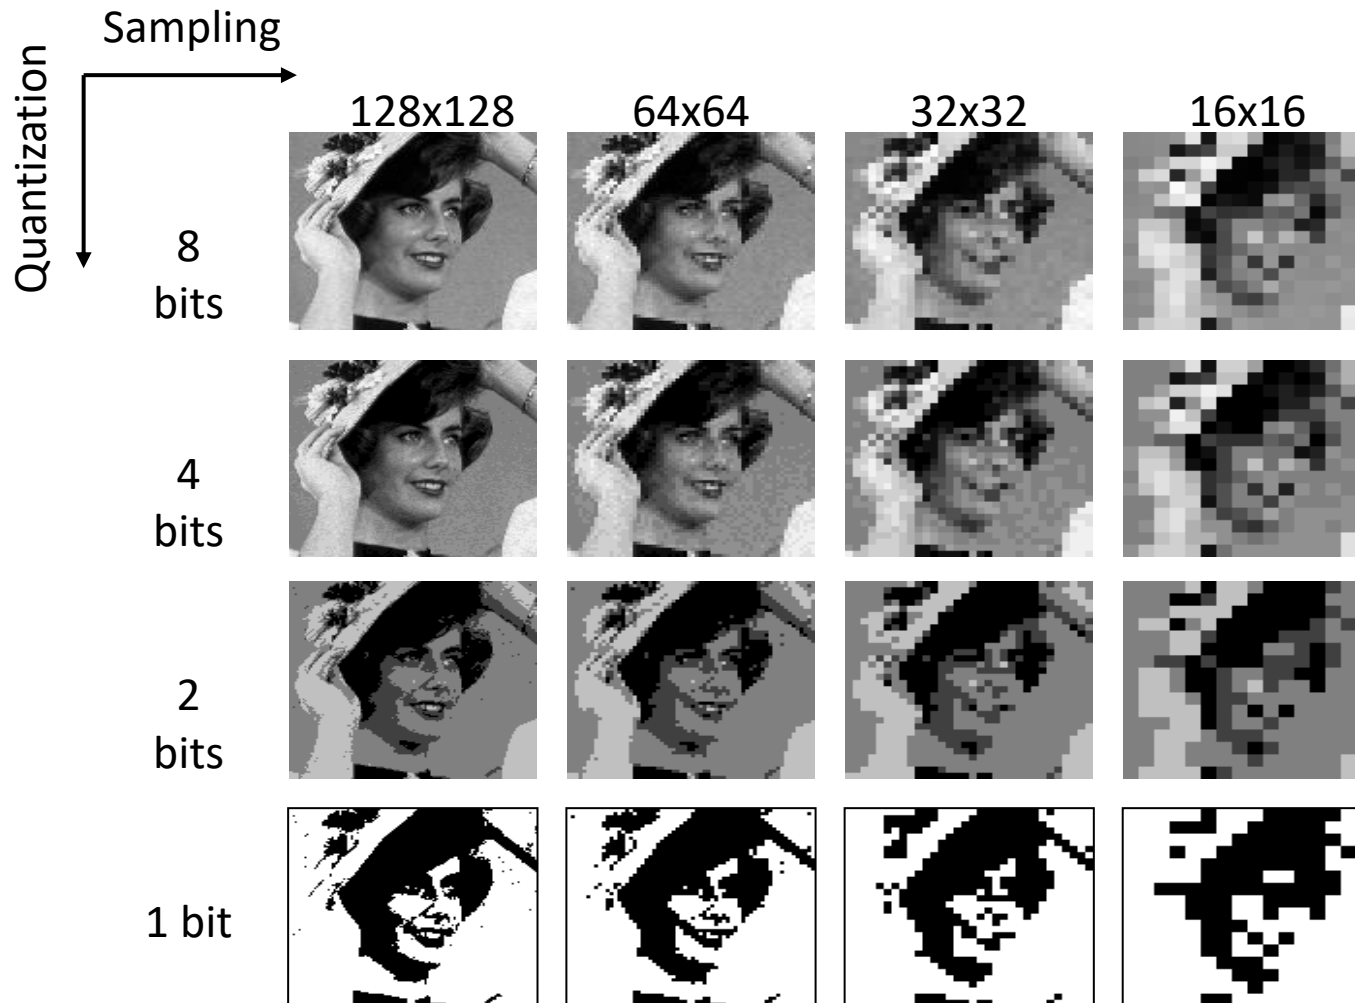 Sampling
Quantization
128x128
64x64
32x32
16x16
8
bits
4
bits
2
bits
1 bit